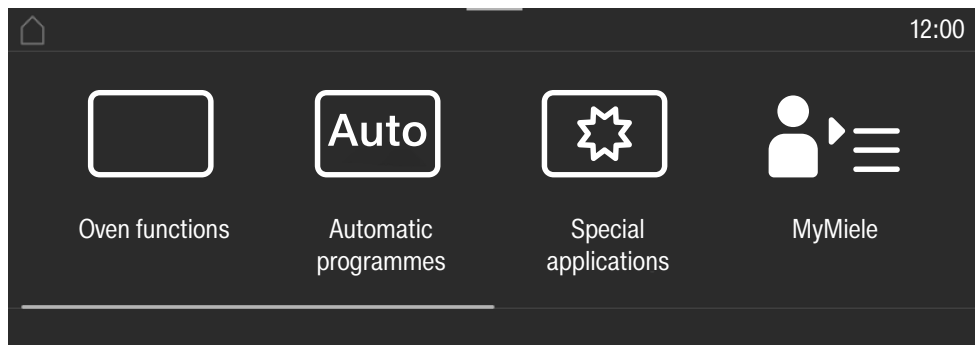 12:00
Auto
Oven functions
Automatic
programmes
Special
applications
MyMiele